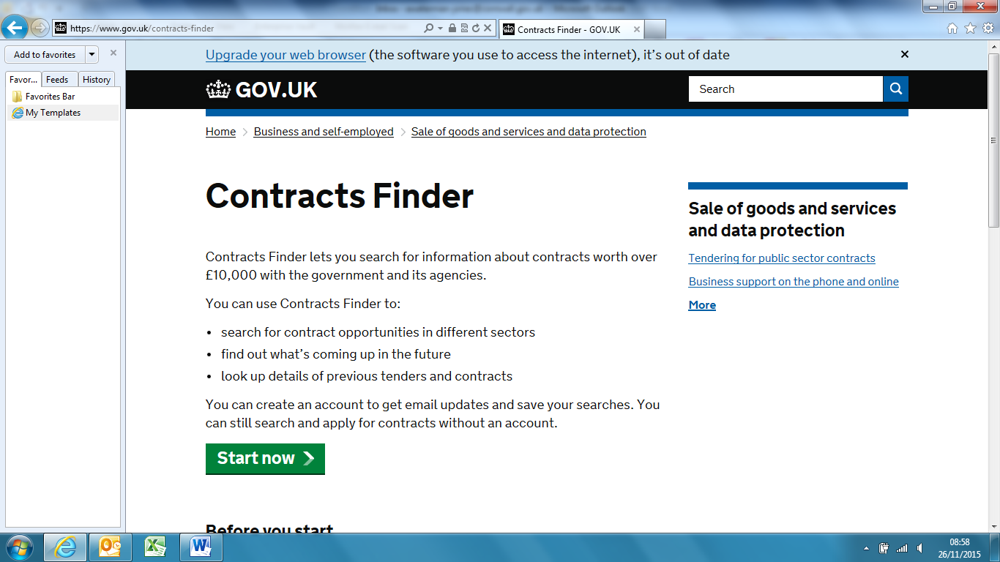 https://www.gov.uk/contracts-finder
Contracts Finder - GOV.UK
Add to favorites
Favor... Feeds History
Favorites Bar
My Templates
Upgrade your web browser (the software you use to access the internet), it’s out of date
GOV.UK
Search
Home Business and self-employed Sale of goods and services and data protection
Contracts Finder
Contracts Finder lets you search for information about contracts worth over
£10,000 with the government and its agencies.
You can use Contracts Finder to:
• search for contract opportunities in different sectors
• find out what’s coming up in the future
• look up details of previous tenders and contracts
You can create an account to get email updates and save your searches. You
can still search and apply for contracts without an account.
Start now
Before you start
Sale of goods and services
and data protection
Tendering for public sector contracts
Business support on the phone and online
More
08:58
26/11/2015